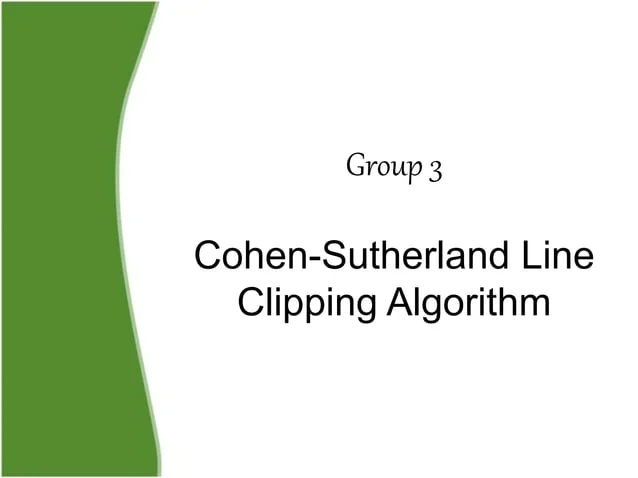 Group 3
Cohen-Sutherland Line
Clipping Algorithm